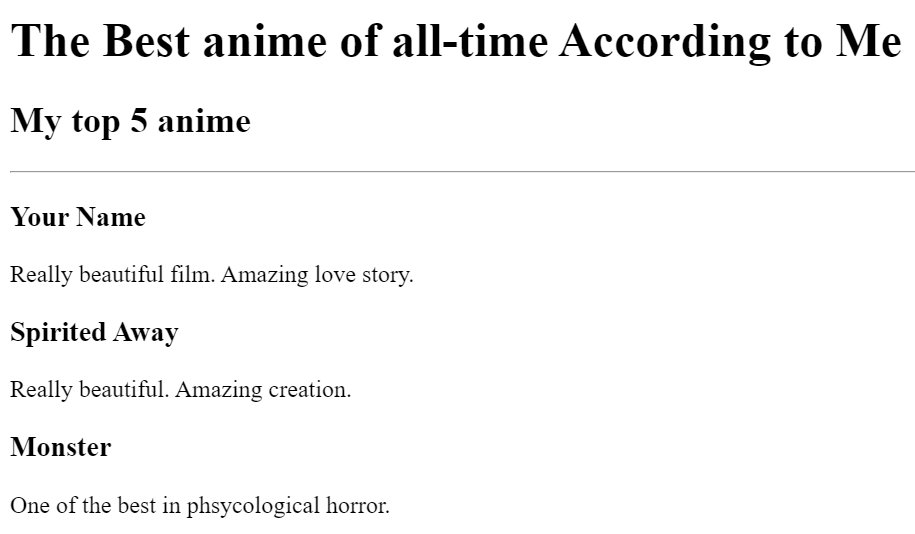 The Best anime of all-time According to Me
My top 5 anime
Your Name
Really beautiful film. Amazing love story.
Spirited Away
Really beautiful. Amazing creation.
Monster
One of the best in phsycological horror.